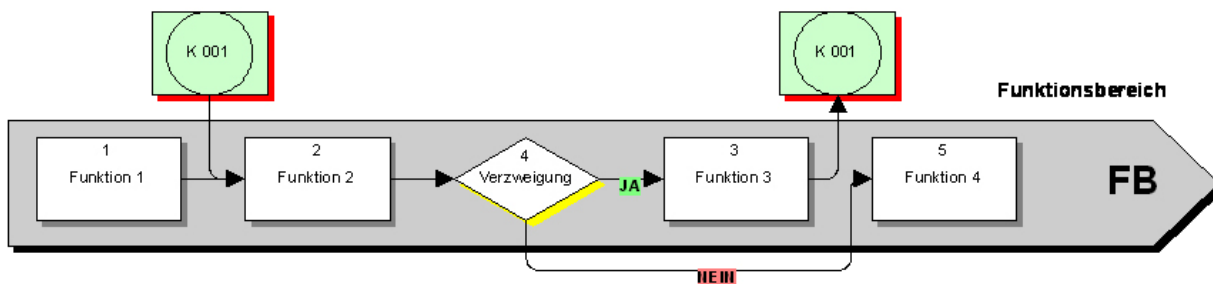 K 001
K 001
Funktionsbereich
1
Funktion 1
2
Funktion 2
4
Verzweigung
JA
3
Funktion 3
5
Funktion 4
FB
NEIN